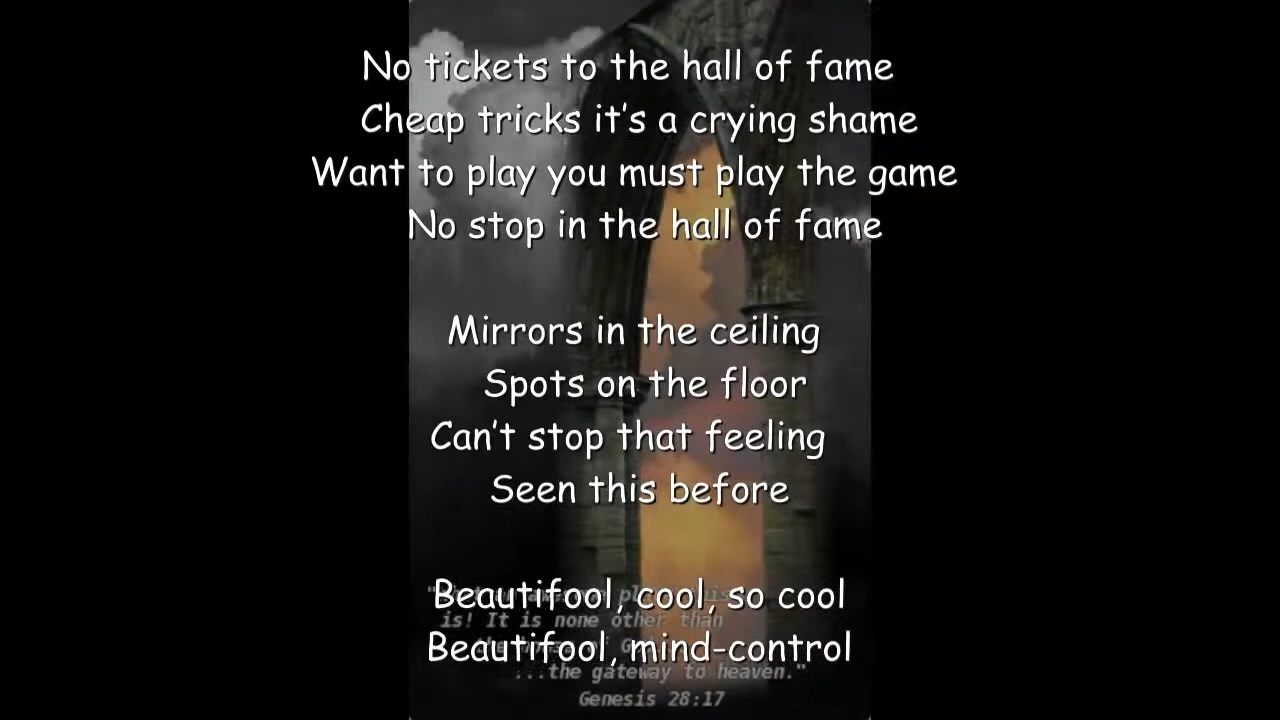 No tickets to the hall of fame
Cheap tricks it's a crying shame
Want to play you must play the game
No stop in the hall of fame
Mirrors in the ceiling
Spots on the floor
Can't stop that feeling
Seen this before
Beautifool, cool, so cool
is! It is none other than
Beautifool, mind-control
...the gateway to heaven."
Genesis 28:17